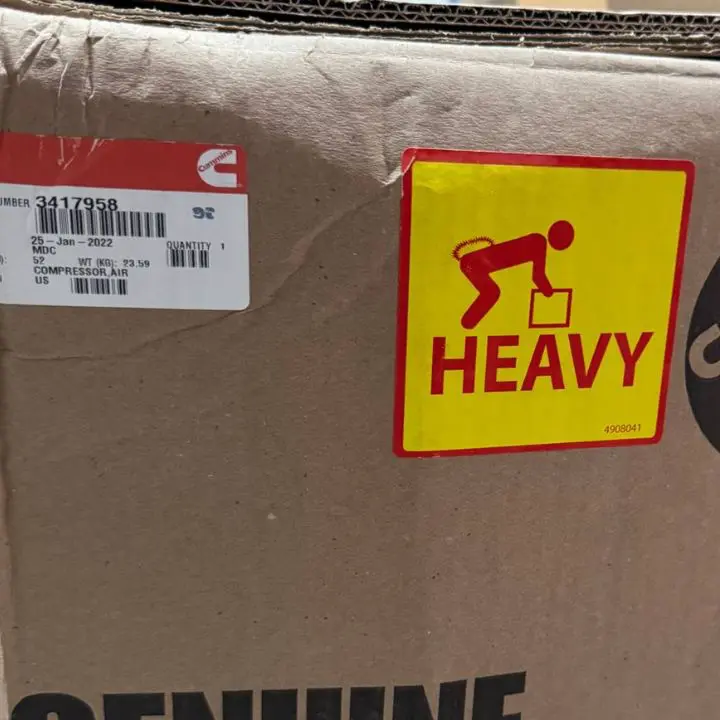 Cummins
UMBER 3417958
92
25-Jan-2022
MDC
QUANTITY 1
): 52 WT (KG): 23.59
COMPRESSOR,AIR
US
HEAVY
4908041
GENUINE